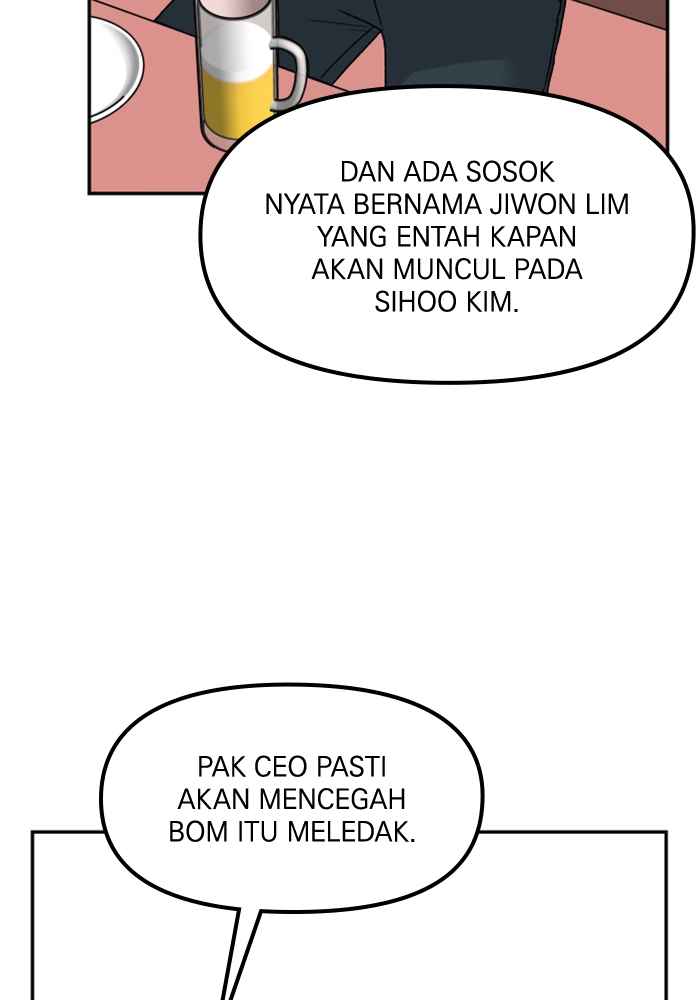 DAN ADA SOSOK
NYATA BERNAMA JIWON LIM
YANG ENTAH KAPAN
AKAN MUNCUL PADA
SIHOO KIM.
PAK CEO PASTI
AKAN MENCEGAH
BOM ITU MELEDAK.